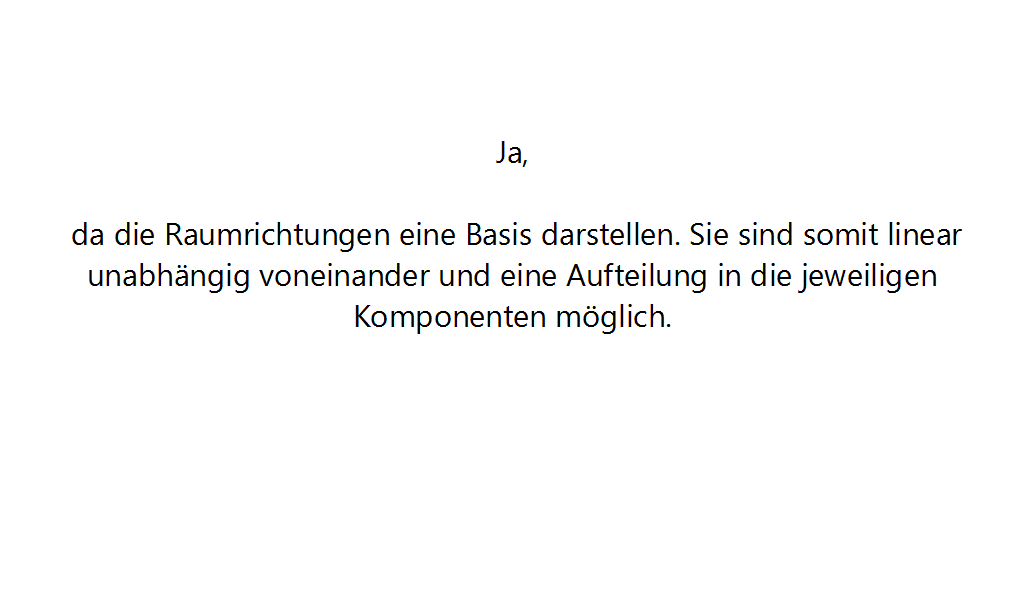 Ja,
da die Raumrichtungen eine Basis darstellen. Sie sind somit linear
unabhängig voneinander und eine Aufteilung in die jeweiligen
Komponenten möglich.